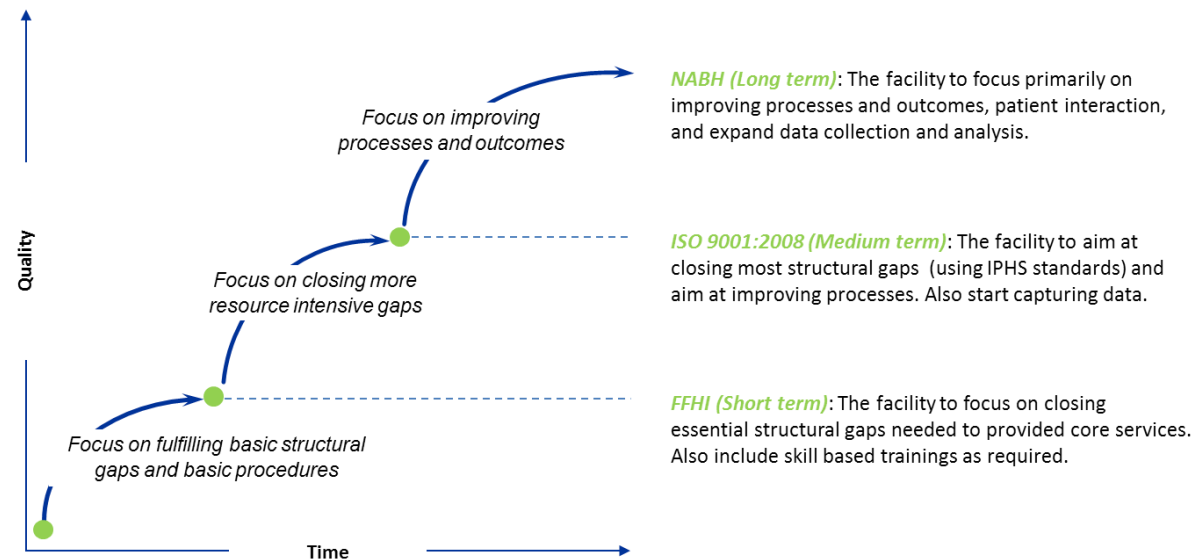 NABH (Long term): The facility to focus primarily on
improving processes and outcomes, patient interaction,
and expand data collection and analysis.
Focus on improving
processes and outcomes
Quality
ISO 9001:2008 (Medium term): The facility to aim at
closing most structural gaps (using IPHS standards) and
aim at improving processes. Also start capturing data.
Focus on closing more
resource intensive gaps
FFHI (Short term): The facility to focus on closing
essential structural gaps needed to provided core services.
Also include skill based trainings as required.
Focus on fulfilling basic structural
gaps and basic procedures
Time